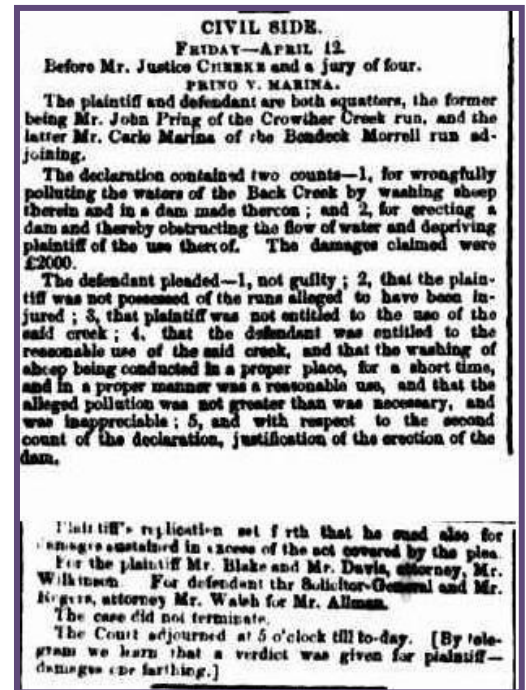 CIVIL SIDE.
FRIDAY—APRIL 12.
Before Mr. Justice CHEEKE and a jury of four.
PRING V. MARINA.
The plaintiff and defendant are both squatters, the former
being Mr. John Pring of the Crowther Creek run, and the
latter Mr. Carlo Marina of the Bendeck Morrell run ad-
joining.
The declaration contained two counts—1, for wrongfully
polluting the waters of the Back Creek by washing sheep
therein and in a dam made thereon; and 2, for erecting a
dam and thereby obstructing the flow of water and depriving
plaintiff of the use thereof. The damages claimed were
£2000.
The defendant pleaded—1, not guilty; 2, that the plain-
tiff was not possessed of the runs alleged to have been in-
jured; 3, that plaintiff was not entitled to the use of the
said creek; 4, that the defendant was entitled to the
reasonable use of the said creek, and that the washing of
sheep being conducted in a proper place, for a short time,
and in a proper manner was a reasonable use, and that the
alleged pollution was not greater than was necessary, and
was inappreciable; 5, and with respect to the second
count of the declaration, justification of the erection of the
dam.
Plaintiff's replication set f rth that he sued also for
damages sustained in excess of the act covered by the plea.
For the plaintiff Mr. Blake and Mr. Davis, attorney, Mr.
Wilkinson. For defendant thr Solicitor-General and Mr.
Rogers, attorney Mr. Walsh for Mr. Allman.
The case did not terminate.
The Court adjourned at 5 o'clock till to-day. [By tele-
gram we learn that a verdict was given for plaintiff—
damages one farthing.]